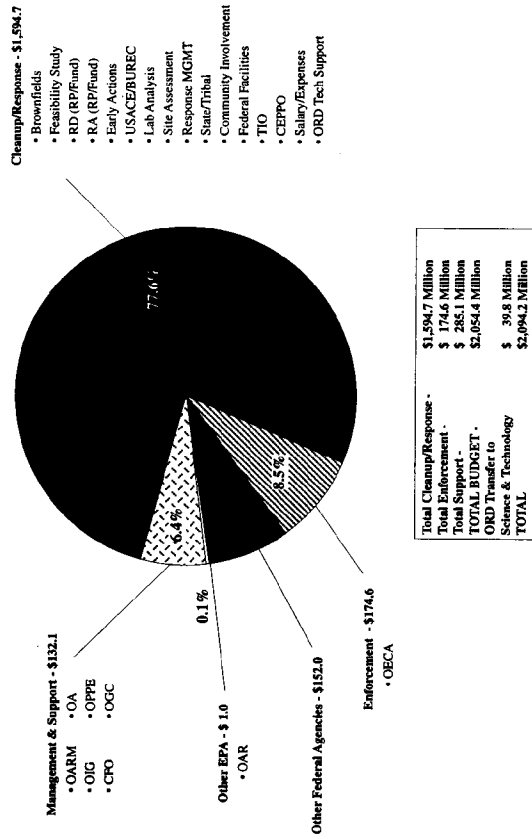 Cleanup/Response - $1,594.7
• Brownfields
• Feasibility Study
• RD (RP/Fund)
• RA (RP/Fund)
• Early Actions
• USACE/BUREC
• Lab Analysis
• Site Assessment
• Response MGMT
• State/Tribal
• Community Involvement
• Federal Facilities
• TIO
• CEPPO
• Salary/Expenses
• ORD Tech Support
77.6%
Management & Support - $132.1
• OARM • OA
• OIG • OPPE
• CFO • OGC
6.4%
0.1%
Other EPA - $ 1.0
• OAR
Other Federal Agencies - $152.0
8.5%
Enforcement - $174.6
• OECA
Total Cleanup/Response - $1,594.7 Million
Total Enforcement - $ 174.6 Million
Total Support - $ 285.1 Million
TOTAL BUDGET - $2,054.4 Million
ORD Transfer to
Science & Technology $ 39.8 Million
TOTAL $2,094.2 Million